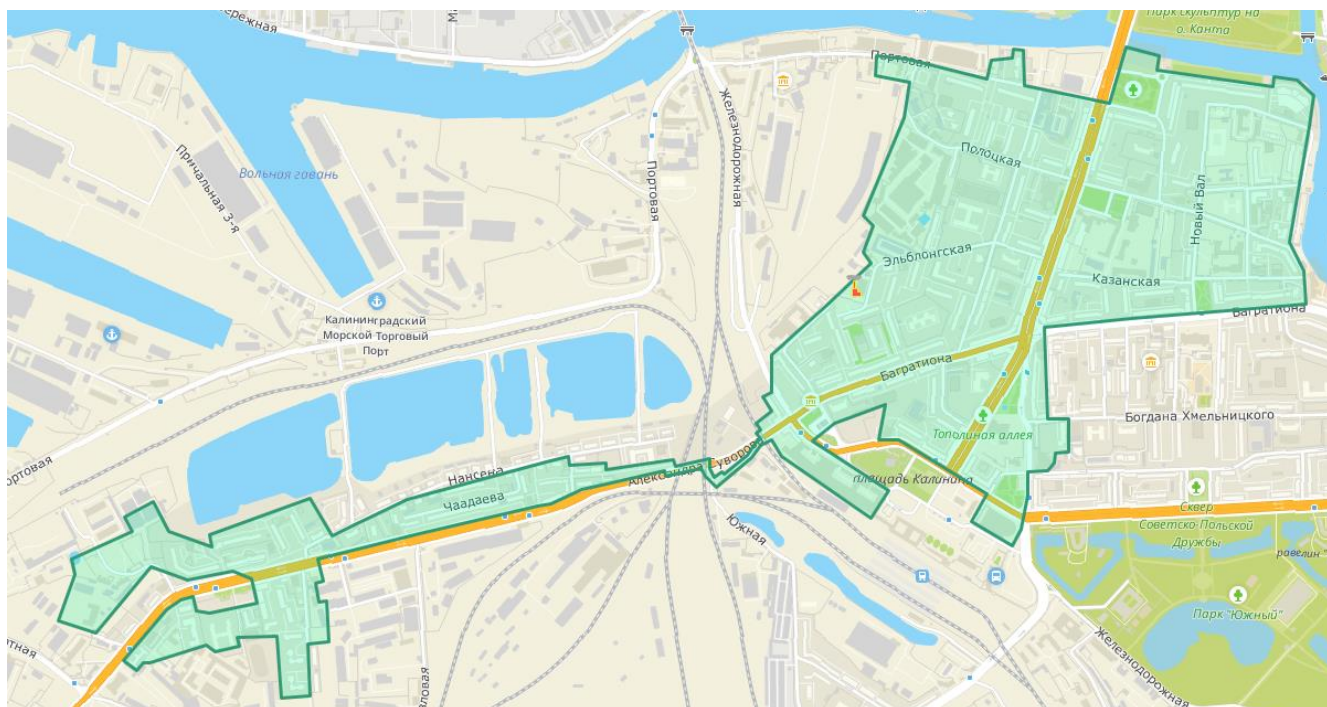 Парк скульптур на
о. Канта
Портовая
Железнодорожная
Полоцкая
Причальная 3-я
Вольная гавань
Портовая
Новый Вал
Эльблонгская
Казанская
Калининградский
Морской Торговый
Порт
Багратиона
Багратиона
Богдана Хмельницкого
Тополиная аллея
Александра Суворова
Нансена
площадь Калинина
Чаадаева
Сквер
Советско-Польской
Дружбы
Южная
равелин
Парк "Южный"
Железнодорожная